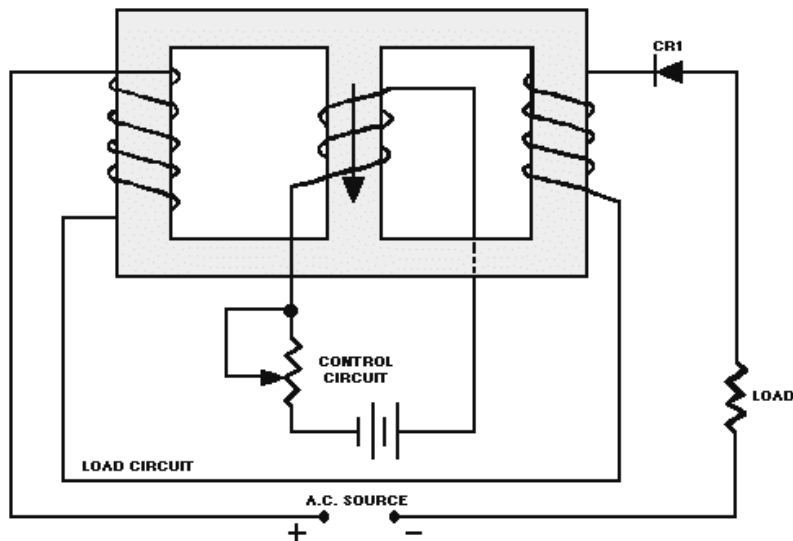 CR1
CONTROL
CIRCUIT
LOAD
LOAD CIRCUIT
A.C. SOURCE
+ −